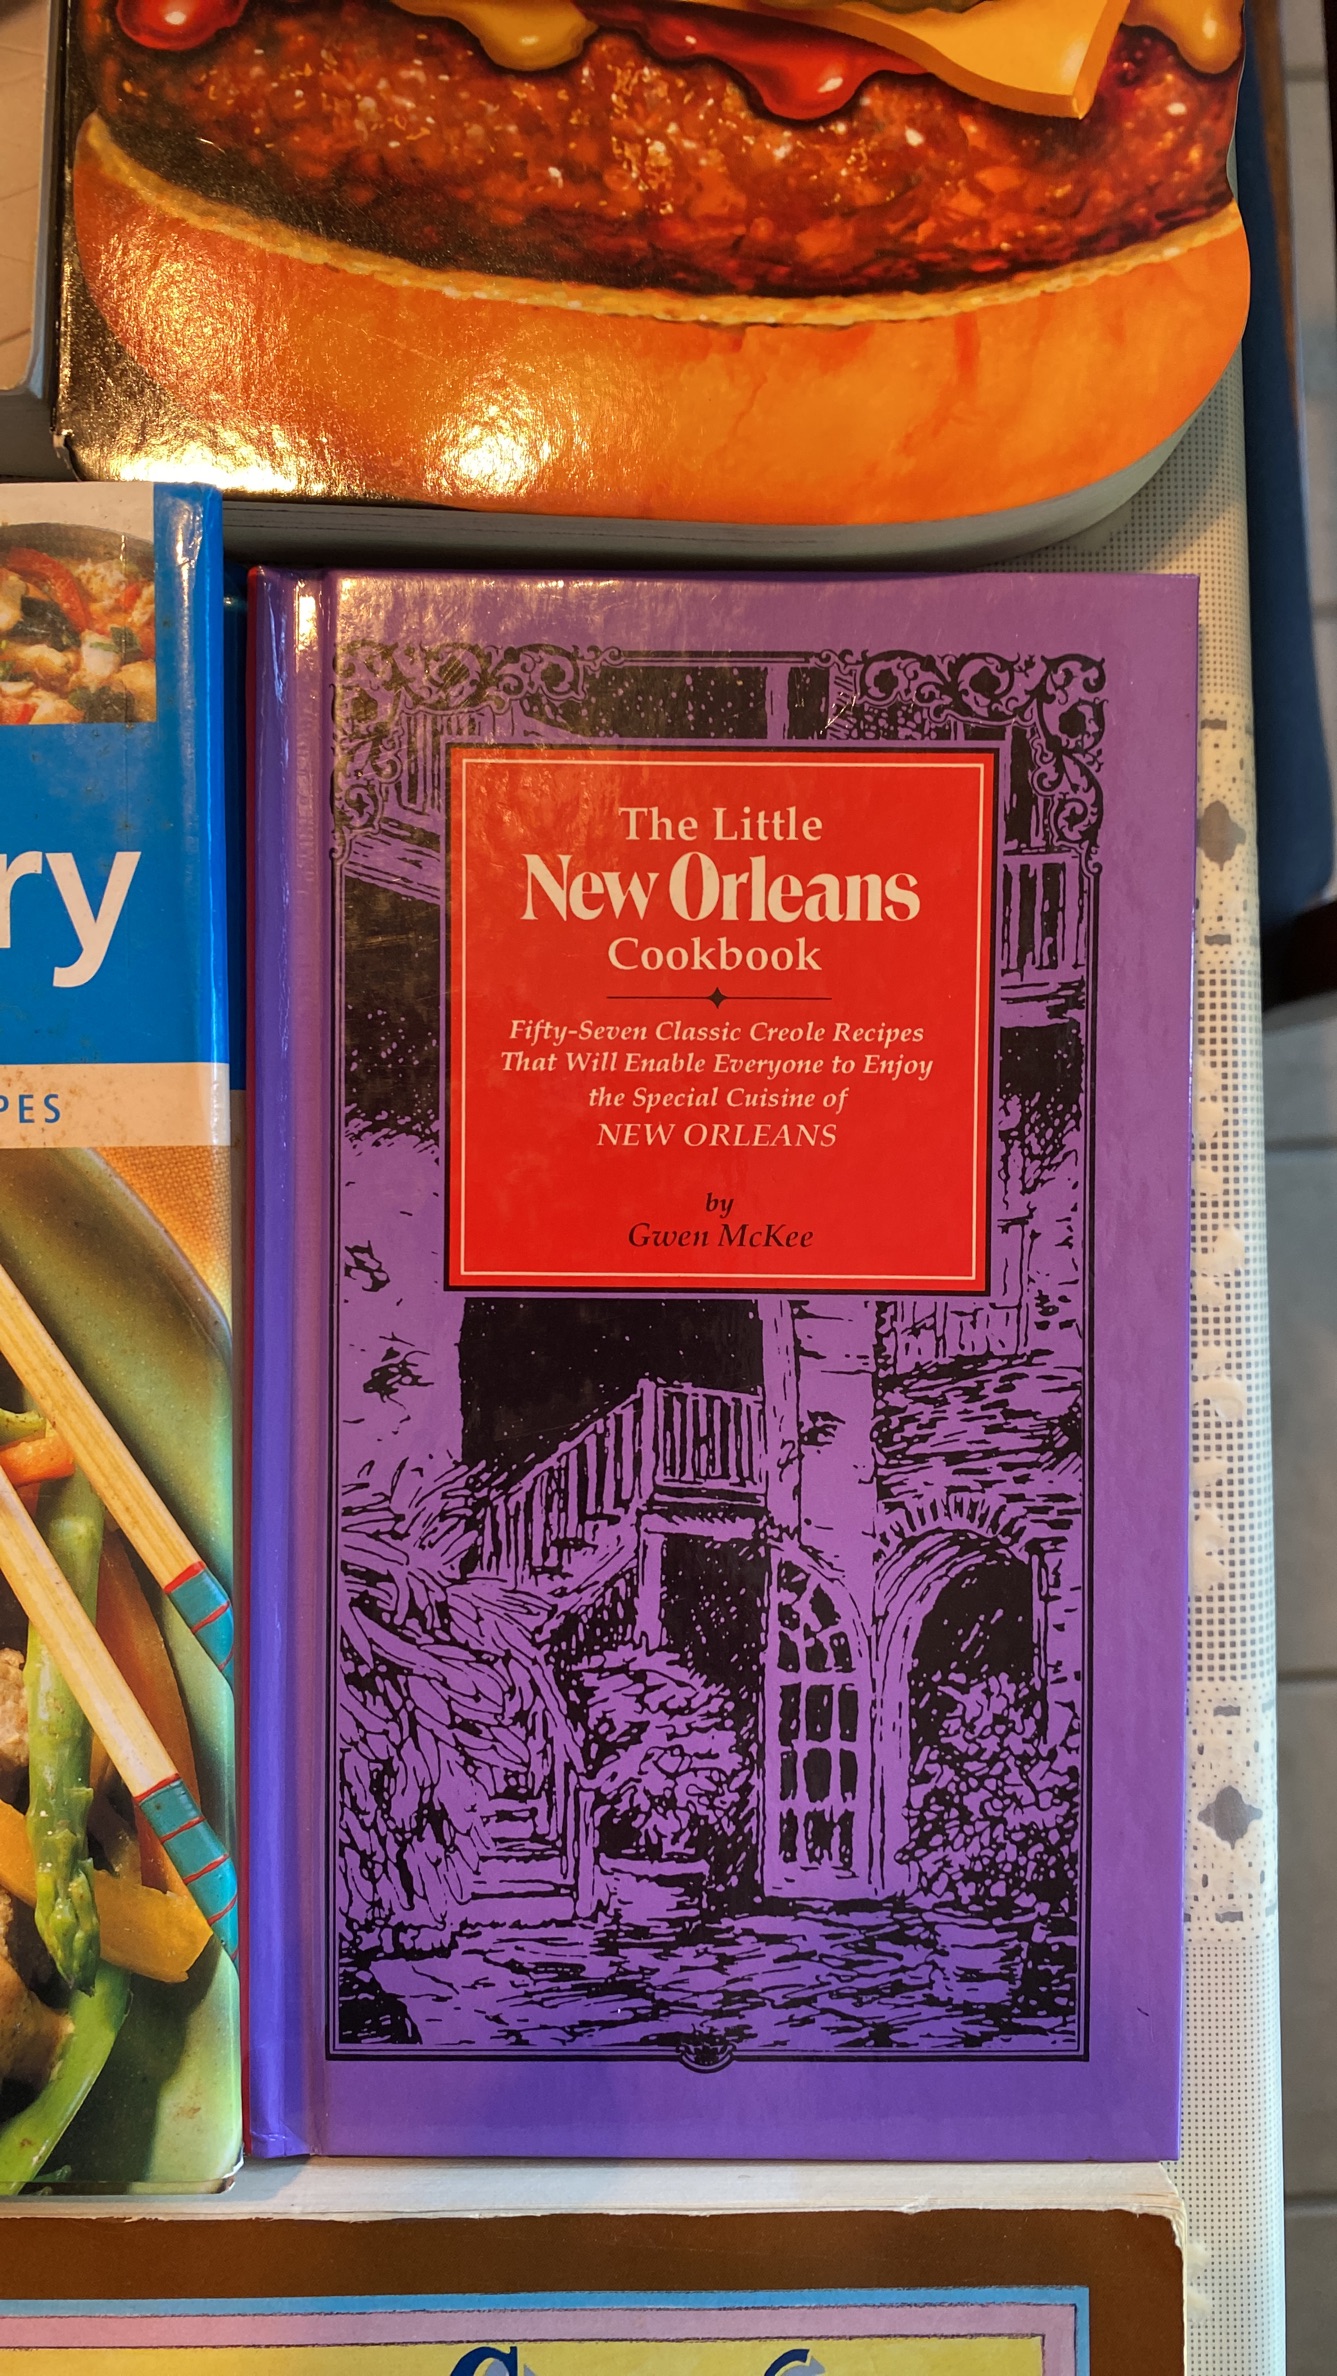 ry
PES
The Little
New Orleans
Cookbook
Fifty-Seven Classic Creole Recipes
That Will Enable Everyone to Enjoy
the Special Cuisine of
NEW ORLEANS
by
Gwen McKee